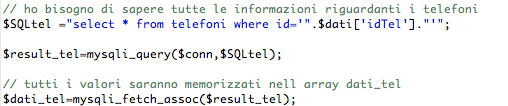 // ho bisogno di sapere tutte le informazioni riguardanti i telefoni
$SQLtel ="select * from telefoni where id='".$dati['idTel']."'";
$result_tel=mysqli_query($conn,$SQLtel);
// tutti i valori saranno memorizzati nell array dati_tel
$dati_tel=mysqli_fetch_assoc($result_tel);